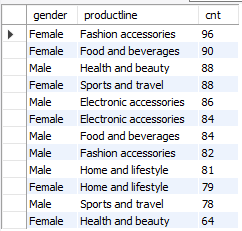 gender productline cnt
Female Fashion accessories 96
Female Food and beverages 90
Male Health and beauty 88
Female Sports and travel 88
Male Electronic accessories 86
Female Electronic accessories 84
Male Food and beverages 84
Male Fashion accessories 82
Male Home and lifestyle 81
Female Home and lifestyle 79
Male Sports and travel 78
Female Health and beauty 64